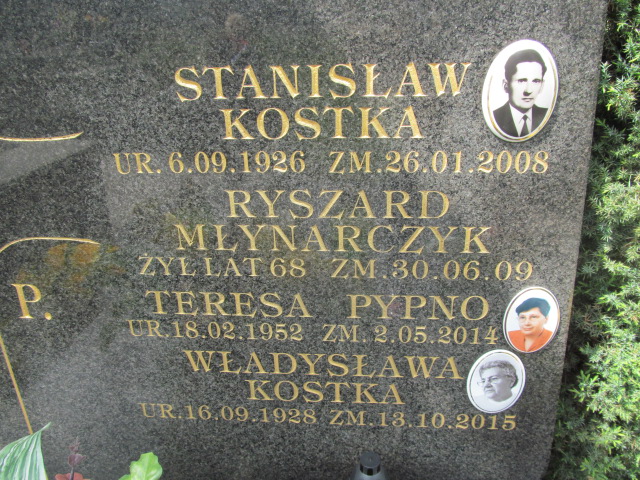 STANISŁAW
KOSTKA
UR. 6.09.1926 ZM. 26.01.2008
RYSZARD
MŁYNARCZYK
ŻYŁ LAT 68 ZM. 30.06.09
P.
TERESA PYPNO
UR. 18.02.1952 ZM. 2.05.2014
WŁADYSŁAWA
KOSTKA
UR. 16.09.1928 ZM. 13.10.2015